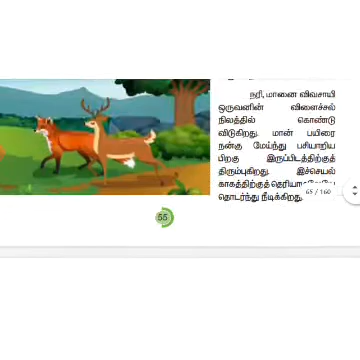 நரி, மானை விவசாயி
ஒருவனின் விளைச்சல்
நிலத்தில் கொண்டு
விடுகிறது. மான் பயிரை
நன்கு மேய்ந்து பசியாறிய
பிறகு இருப்பிடத்திற்குத்
திரும்புகிறது. இச்செயல்
காகத்திற்குத்
65 / 160
தொடர்ந்து நீடிக்கிறது.
55